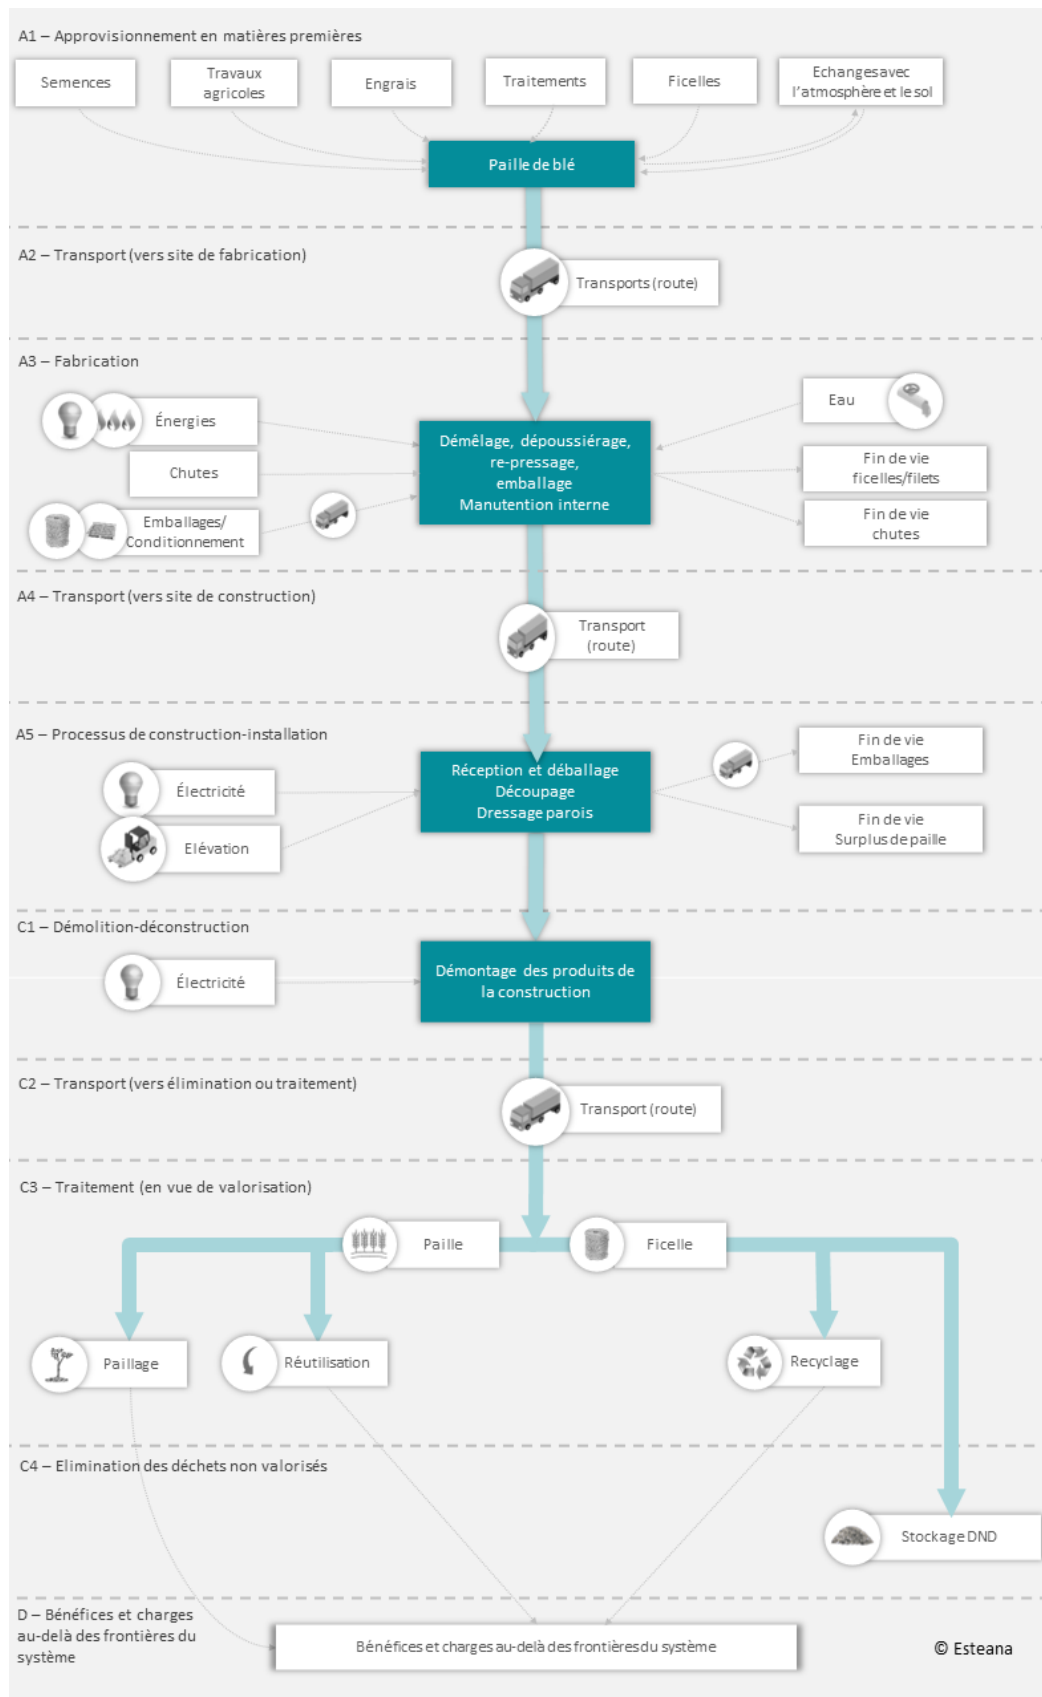 A1 – Approvisionnement en matières premières
Semences
Travaux
agricoles
Engrais
Traitements
Ficelles
Echanges avec
l'atmosphère et le sol
Paille de blé
A2 – Transport (vers site de fabrication)
Transports (route)
A3 – Fabrication
Énergies
Eau
Démêlage, dépoussiérage,
re-pressage,
emballage
Manutention interne
Chutes
Fin de vie
ficelles/filets
Emballages/
Conditionnement
Fin de vie
chutes
A4 – Transport (vers site de construction)
Transport
(route)
A5 – Processus de construction-installation
Fin de vie
Emballages
Électricité
Réception et déballage
Découpage
Dressage parois
Elévation
Fin de vie
Surplus de paille
C1 – Démolition-déconstruction
Électricité
Démontage des produits de
la construction
C2 – Transport (vers élimination ou traitement)
Transport (route)
C3 – Traitement (en vue de valorisation)
Paille
Ficelle
Paillage
Réutilisation
Recyclage
C4 – Elimination des déchets non valorisés
Stockage DND
D – Bénéfices et charges
au-delà des frontières du
système
Bénéfices et charges au-delà des frontières du système
© Esteana